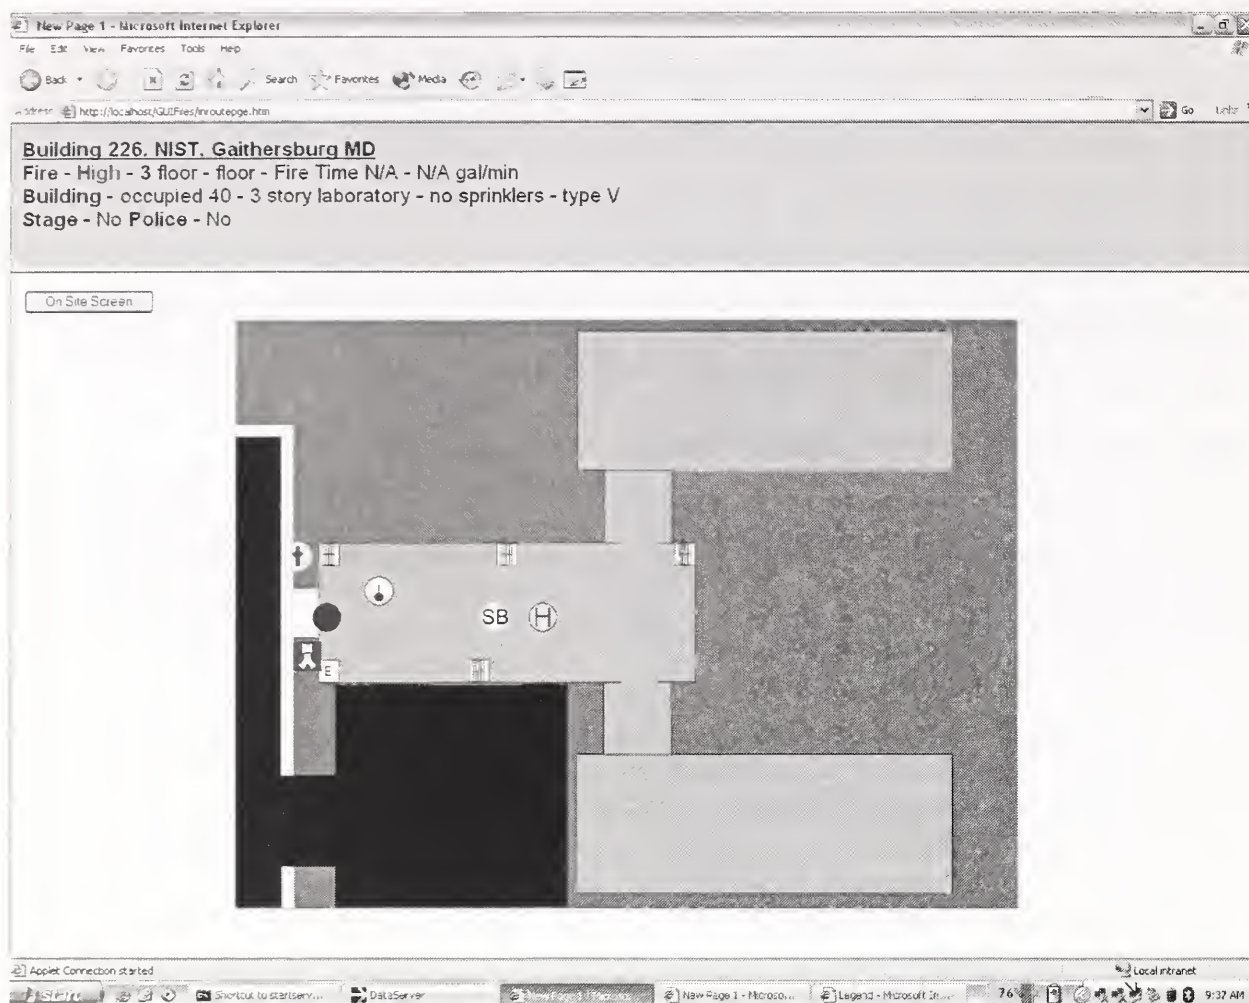 New Page 1 - Microsoft Internet Explorer
File Edit View Favorites Tools Help
Back Search Favorites Media
Address http://localhost/GUIFiles/inroutepge.htm Go
Building 226, NIST, Gaithersburg MD
Fire - High - 3 floor - floor - Fire Time N/A - N/A gal/min
Building - occupied 40 - 3 story laboratory - no sprinklers - type V
Stage - No Police - No
On Site Screen
SB H
E
Applet Connection started Local intranet
start Shortcut to startserv... DataServer New Page 1 - Microso... Legend - Microsoft In... 76% 9:37 AM